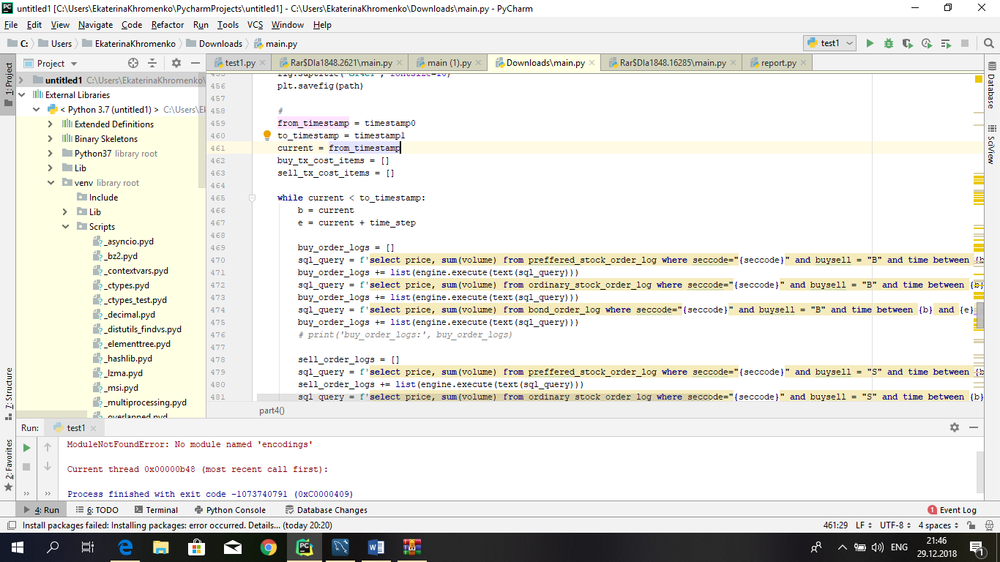 untitled1 [C:\Users\EkaterinaKhromenko\PycharmProjects\untitled1] - C:\Users\EkaterinaKhromenko\Downloads\main.py - PyCharm
File Edit View Navigate Code Refactor Run Tools VCS Window Help
C: Users EkaterinaKhromenko Downloads main.py test1
Project test1.py Rar$DIa1848.2621\main.py main (1).py Downloads\main.py Rar$DIa1848.16285\main.py report.py
1: Project
7: Structure
2: Favorites
Database
SciView
untitled1 C:\Users\EkaterinaKhromenko\
External Libraries
< Python 3.7 (untitled1) > C:\Users\E
Extended Definitions
Binary Skeletons
Python37 library root
Lib
venv library root
Include
Lib
Scripts
_asyncio.pyd
_bz2.pyd
_contextvars.pyd
_ctypes.pyd
_ctypes_test.pyd
_decimal.pyd
_distutils_findvs.pyd
_elementtree.pyd
_hashlib.pyd
_lzma.pyd
_msi.pyd
_multiprocessing.pyd
_overlapped.pyd
456 plt.savefig(path)
457
458 #
459 from_timestamp = timestamp0
460 to_timestamp = timestamp1
461 current = from_timestamp
462 buy_tx_cost_items = []
463 sell_tx_cost_items = []
464
465 while current < to_timestamp:
466 b = current
467 e = current + time_step
468
469 buy_order_logs = []
470 sql_query = f'select price, sum(volume) from preffered_stock_order_log where seccode="{seccode}" and buysell = "B" and time between {b
471 buy_order_logs += list(engine.execute(text(sql_query)))
472 sql_query = f'select price, sum(volume) from ordinary_stock_order_log where seccode="{seccode}" and buysell = "B" and time between {b}
473 buy_order_logs += list(engine.execute(text(sql_query)))
474 sql_query = f'select price, sum(volume) from bond_order_log where seccode="{seccode}" and buysell = "B" and time between {b} and {e}
475 buy_order_logs += list(engine.execute(text(sql_query)))
476 # print('buy_order_logs:', buy_order_logs)
477
478 sell_order_logs = []
479 sql_query = f'select price, sum(volume) from preffered_stock_order_log where seccode="{seccode}" and buysell = "S" and time between {b
480 sell_order_logs += list(engine.execute(text(sql_query)))
481 sql_query = f'select price, sum(volume) from ordinary_stock_order_log where seccode="{seccode}" and buysell = "S" and time between {b}
part4()
Run: test1
ModuleNotFoundError: No module named 'encodings'
Current thread 0x00000b48 (most recent call first):
Process finished with exit code -1073740791 (0xC0000409)
4: Run 6: TODO Terminal Python Console Database Changes 1 Event Log
Install packages failed: Installing packages: error occurred. Details... (today 20:20) 461:29 LF UTF-8 4 spaces
ENG 21:46
29.12.2018 1